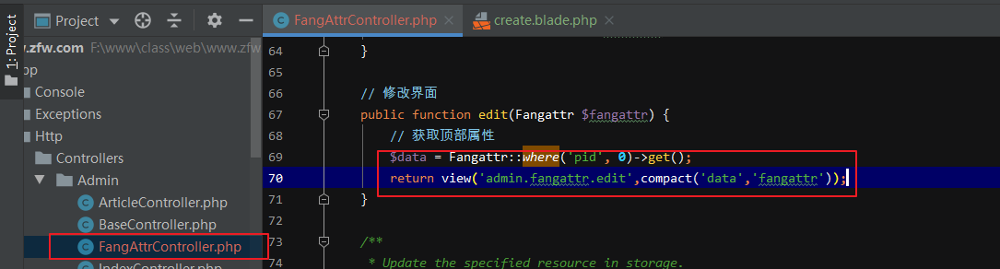 Project
FangAttrController.php
create.blade.php
1: Project
.zfw.com F:\www\class\web\www.zfw
pp
Console
Exceptions
Http
Controllers
Admin
ArticleController.php
BaseController.php
FangAttrController.php
IndexController.php
64 }
65
66 // 修改界面
67 public function edit(Fangattr $fangattr) {
68 // 获取顶部属性
69 $data = Fangattr::where('pid', 0)->get();
70 return view('admin.fangattr.edit',compact('data','fangattr'));
71 }
72
73 /**
74 * Update the specified resource in storage.